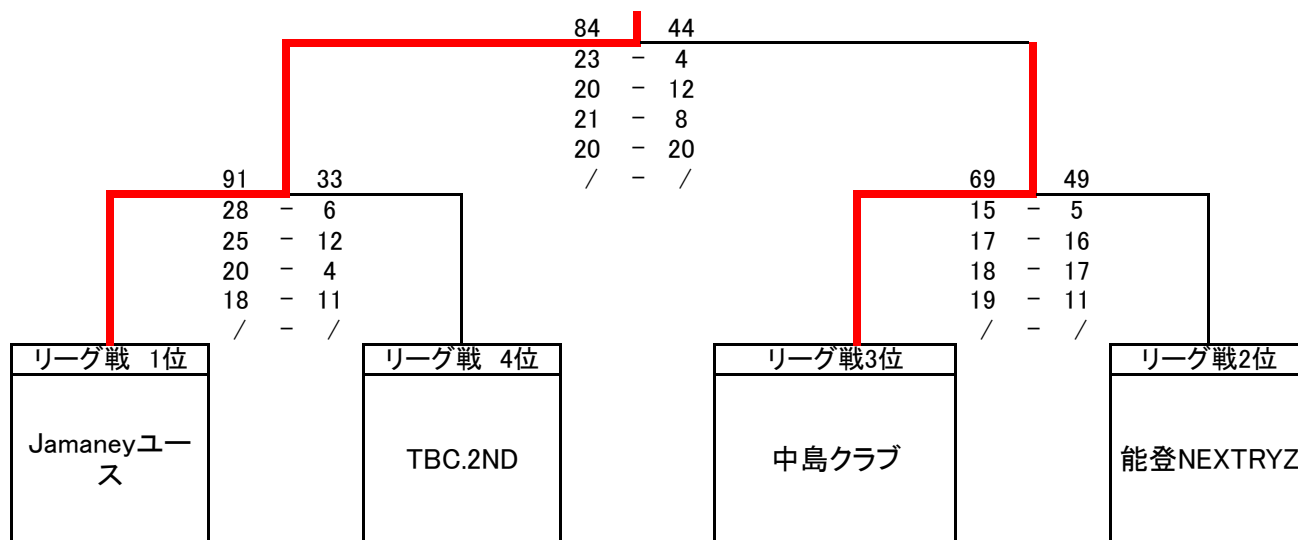 84 44
23 - 4
20 - 12
21 - 8
20 - 20
/ - /
91 33
28 - 6
25 - 12
20 - 4
18 - 11
/ - /
69 49
15 - 5
17 - 16
18 - 17
19 - 11
/ - /
リーグ戦 1位
リーグ戦 4位
リーグ戦3位
リーグ戦2位
Jamaneyユー
ス
TBC.2ND
中島クラブ
能登NEXTRYZ